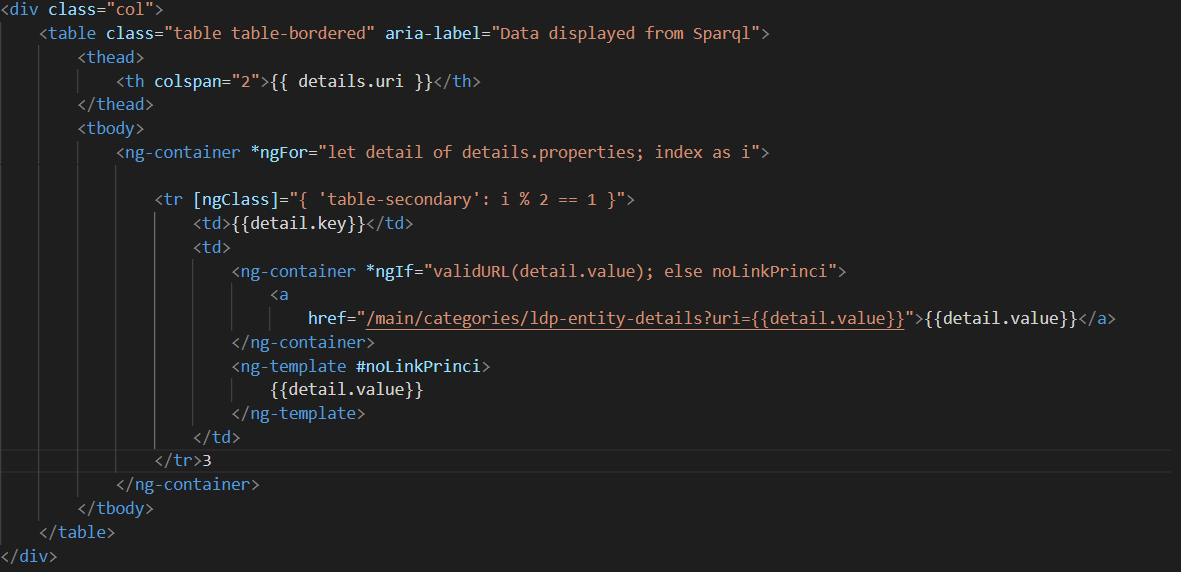 <div class="col">
<table class="table table-bordered" aria-label="Data displayed from Sparql">
<thead>
<th colspan="2">{{ details.uri }}</th>
</thead>
<tbody>
<ng-container *ngFor="let detail of details.properties; index as i">
<tr [ngClass]="{ 'table-secondary': i % 2 == 1 }">
<td>{{detail.key}}</td>
<td>
<ng-container *ngIf="validURL(detail.value); else noLinkPrinci">
<a
href="/main/categories/ldp-entity-details?uri={{detail.value}}">{{detail.value}}</a>
</ng-container>
<ng-template #noLinkPrinci>
{{detail.value}}
</ng-template>
</td>
</tr>3
</ng-container>
</tbody>
</table>
</div>